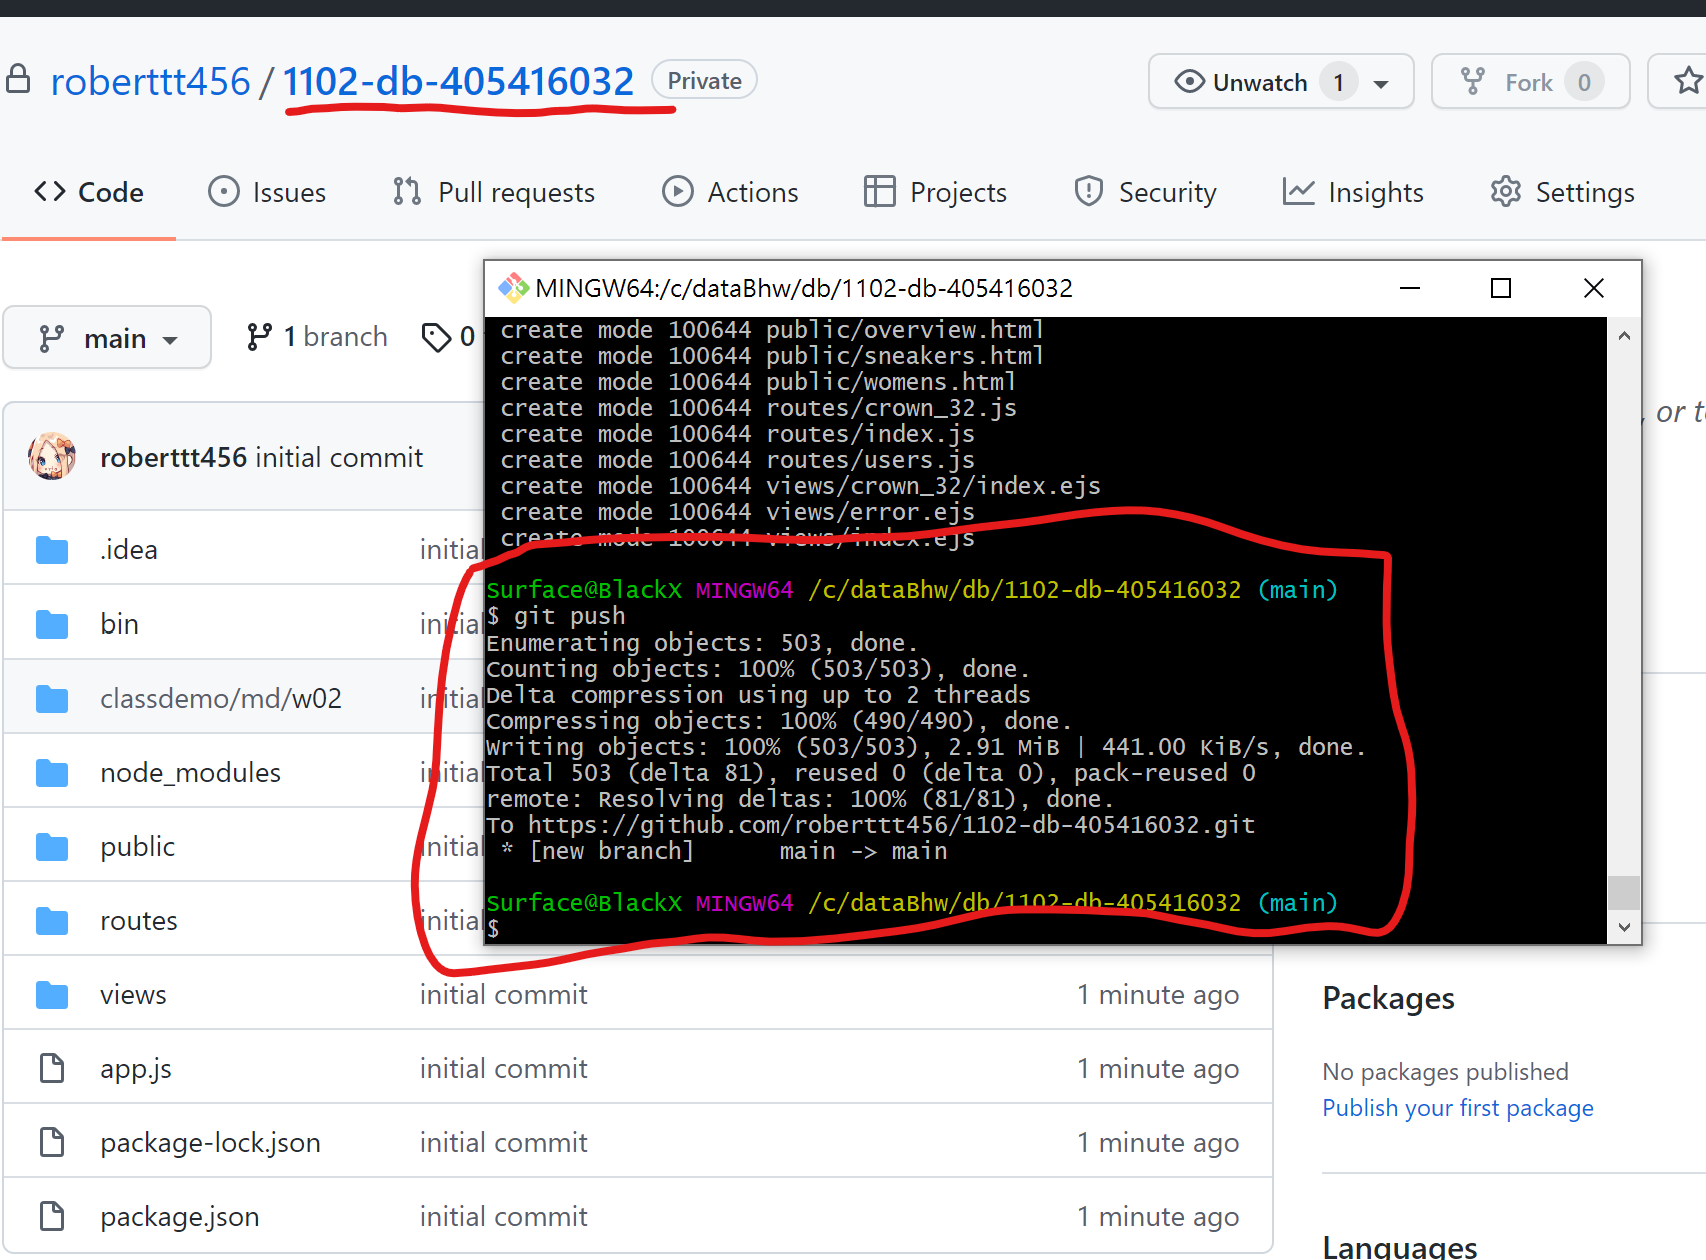 roberttt456 / 1102-db-405416032 Private
Unwatch 1
Fork 0
Code Issues Pull requests Actions Projects Security Insights Settings
main
1 branch
0
, or
roberttt456 initial commit
.idea initial
bin initial
classdemo/md/w02 initial
node_modules initial
public initial
routes initial
views initial commit 1 minute ago
app.js initial commit 1 minute ago
package-lock.json initial commit 1 minute ago
package.json initial commit 1 minute ago
MINGW64:/c/dataBhw/db/1102-db-405416032
create mode 100644 public/overview.html
create mode 100644 public/sneakers.html
create mode 100644 public/womens.html
create mode 100644 routes/crown_32.js
create mode 100644 routes/index.js
create mode 100644 routes/users.js
create mode 100644 views/crown_32/index.ejs
create mode 100644 views/error.ejs
create mode 100644 views/index.ejs
Surface@BlackX MINGW64 /c/dataBhw/db/1102-db-405416032 (main)
$ git push
Enumerating objects: 503, done.
Counting objects: 100% (503/503), done.
Delta compression using up to 2 threads
Compressing objects: 100% (490/490), done.
Writing objects: 100% (503/503), 2.91 MiB | 441.00 KiB/s, done.
Total 503 (delta 81), reused 0 (delta 0), pack-reused 0
remote: Resolving deltas: 100% (81/81), done.
To https://github.com/roberttt456/1102-db-405416032.git
* [new branch] main -> main
Surface@BlackX MINGW64 /c/dataBhw/db/1102-db-405416032 (main)
$
Packages
No packages published
Publish your first package
Languages